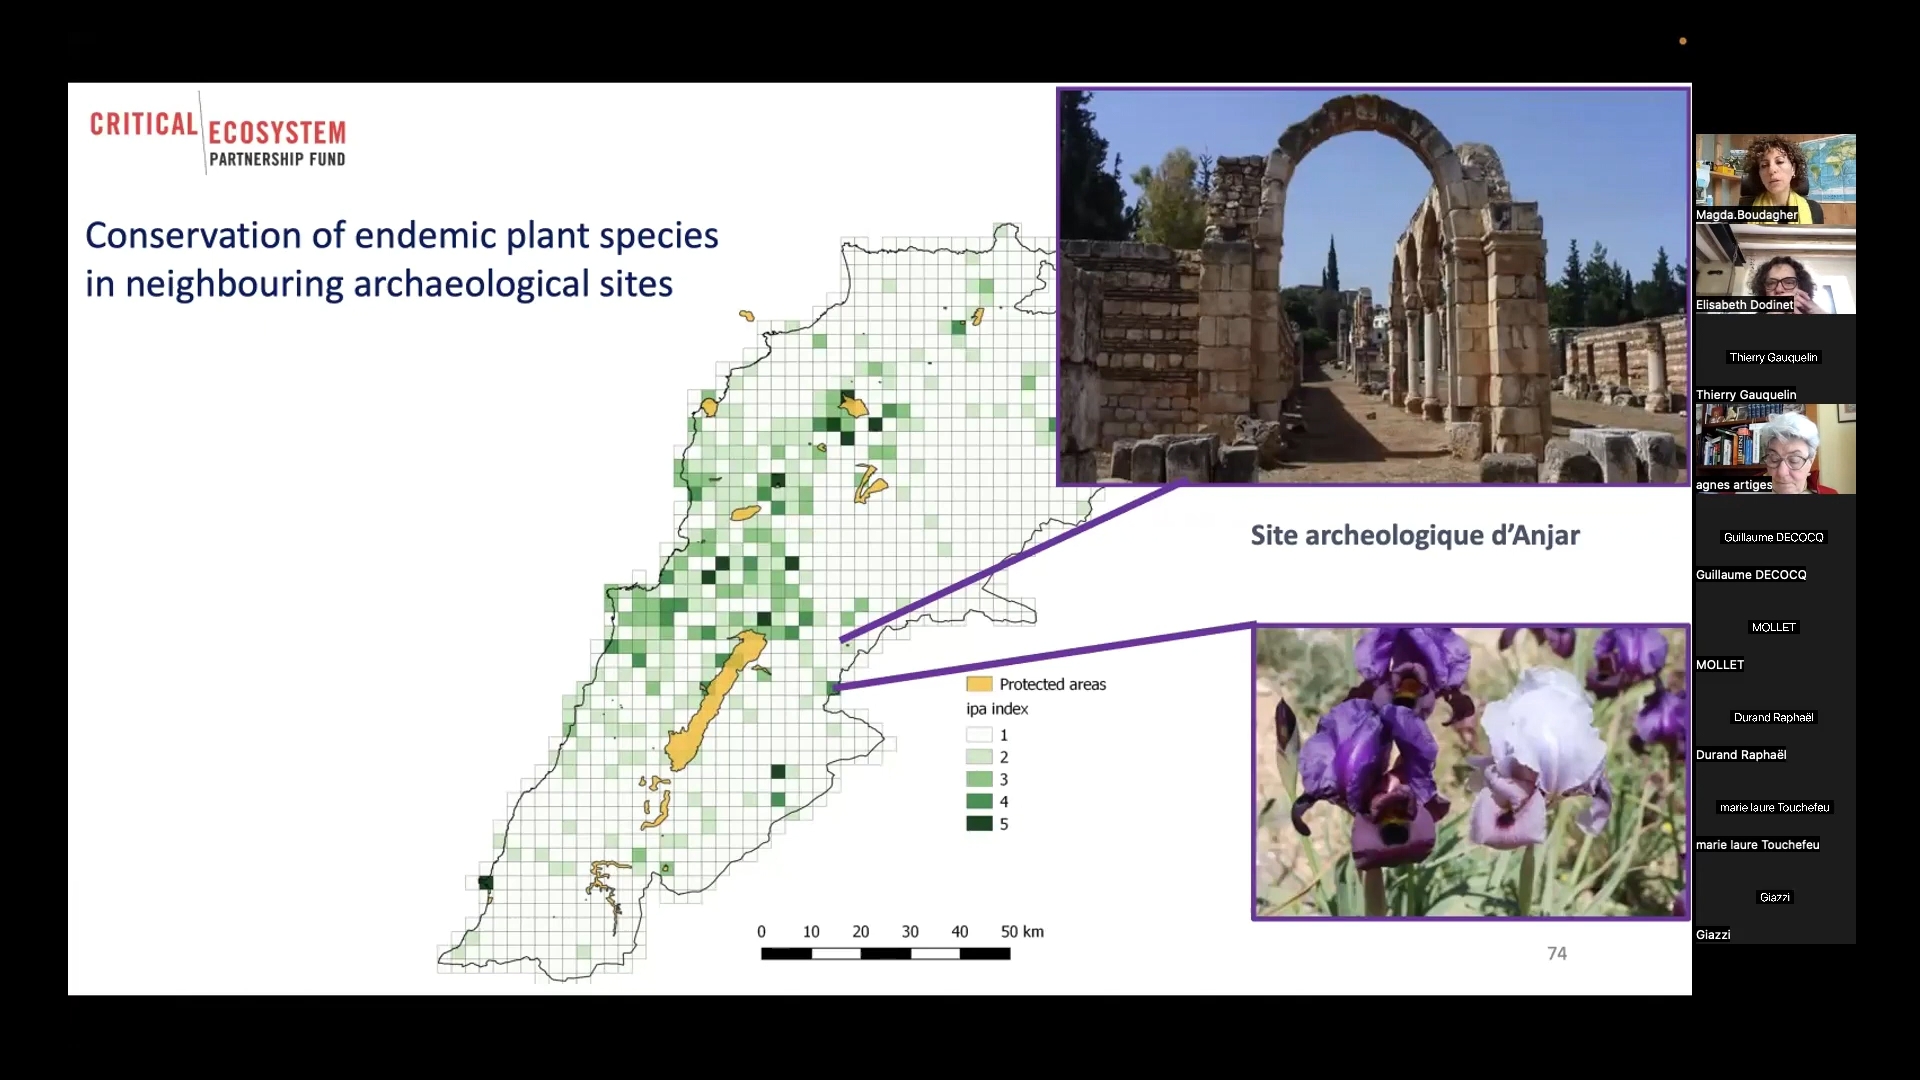 CRITICAL ECOSYSTEM
PARTNERSHIP FUND
Conservation of endemic plant species
in neighbouring archaeological sites
Site archeologique d’Anjar
Protected areas
ipa index
1
2
3
4
5
0 10 20 30 40 50 km
74
Magda.Boudagher
Elisabeth Dodinet
Thierry Gauquelin
Thierry Gauquelin
agnes artiges
Guillaume DECOCQ
Guillaume DECOCQ
MOLLET
MOLLET
Durand Raphaël
Durand Raphaël
marie laure Touchefeu
marie laure Touchefeu
Giazzi
Giazzi